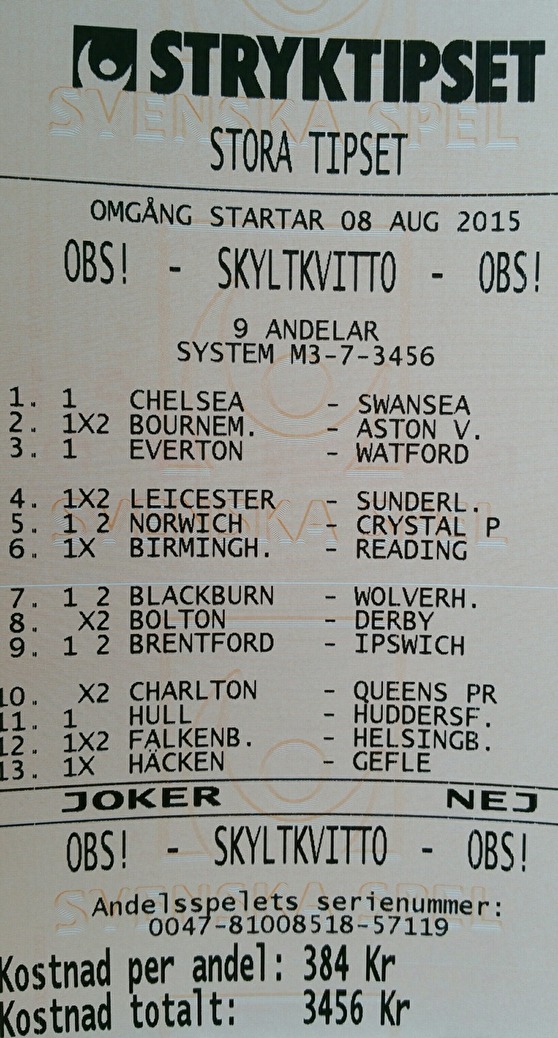 STRYKTIPSET
SVENSKA SPEL
STORA TIPSET
OMGÅNG STARTAR 08 AUG 2015
OBS! - SKYLTKVITTO - OBS!
9 ANDELAR
SYSTEM M3-7-3456
1. 1 CHELSEA - SWANSEA
2. 1X2 BOURNEM. - ASTON V.
3. 1 EVERTON - WATFORD
4. 1X2 LEICESTER - SUNDERL.
5. 1 2 NORWICH - CRYSTAL P
6. 1X BIRMINGH. - READING
7. 1 2 BLACKBURN - WOLVERH.
8. X2 BOLTON - DERBY
9. 1 2 BRENTFORD - IPSWICH
10. X2 CHARLTON - QUEENS PR
11. 1 HULL - HUDDERSF.
12. 1X2 FALKENB. - HELSINGB.
13. 1X HÄCKEN - GEFLE
JOKER NEJ
OBS! - SKYLTKVITTO - OBS!
SVENSKA SPEL
Andelsspelets serienummer:
0047-81008518-57119
Kostnad per andel: 384 Kr
Kostnad totalt: 3456 Kr